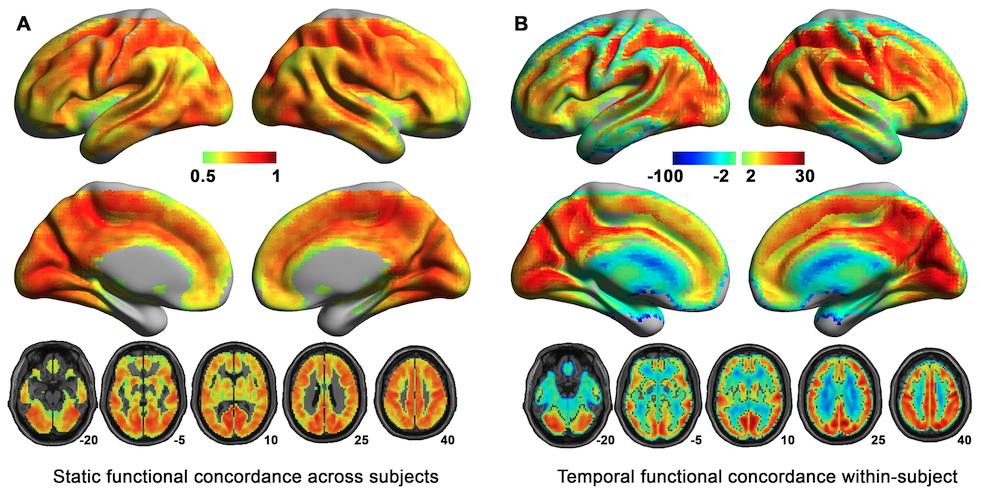 A
B
0.5 1
-100 -2 2 30
-20 -5 10 25 40
-20 -5 10 25 40
Static functional concordance across subjects
Temporal functional concordance within-subject